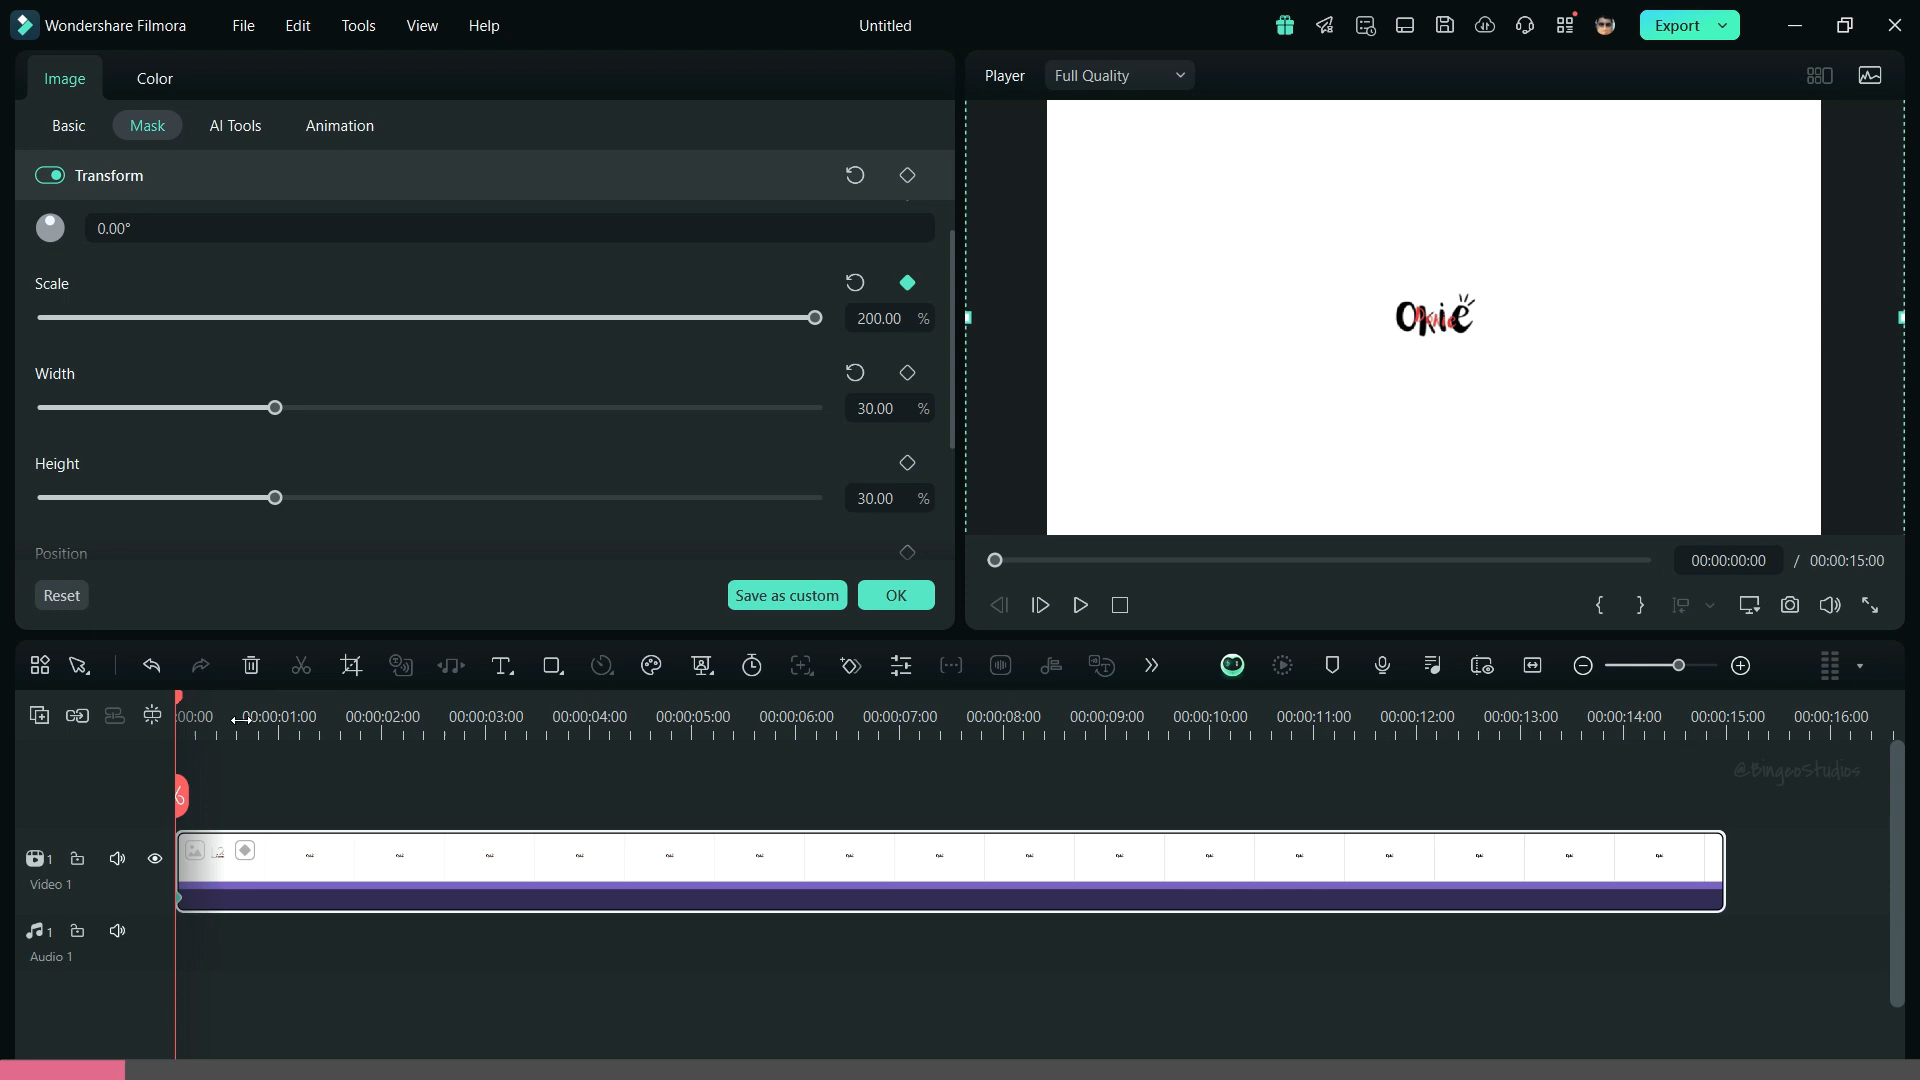 Wondershare Filmora File Edit Tools View Help Untitled Export
Image Color
Player Full Quality
Basic Mask AI Tools Animation
Transform
0.00°
Scale
200.00 %
Width
30.00 %
Height
30.00 %
Position
Reset Save as custom OK
00:00:00:00 / 00:00:15:00
:00:00 00:00:01:00 00:00:02:00 00:00:03:00 00:00:04:00 00:00:05:00 00:00:06:00 00:00:07:00 00:00:08:00 00:00:09:00 00:00:10:00 00:00:11:00 00:00:12:00 00:00:13:00 00:00:14:00 00:00:15:00 00:00:16:00
@BingeoStudios
1
Video 1
L2
1
Audio 1